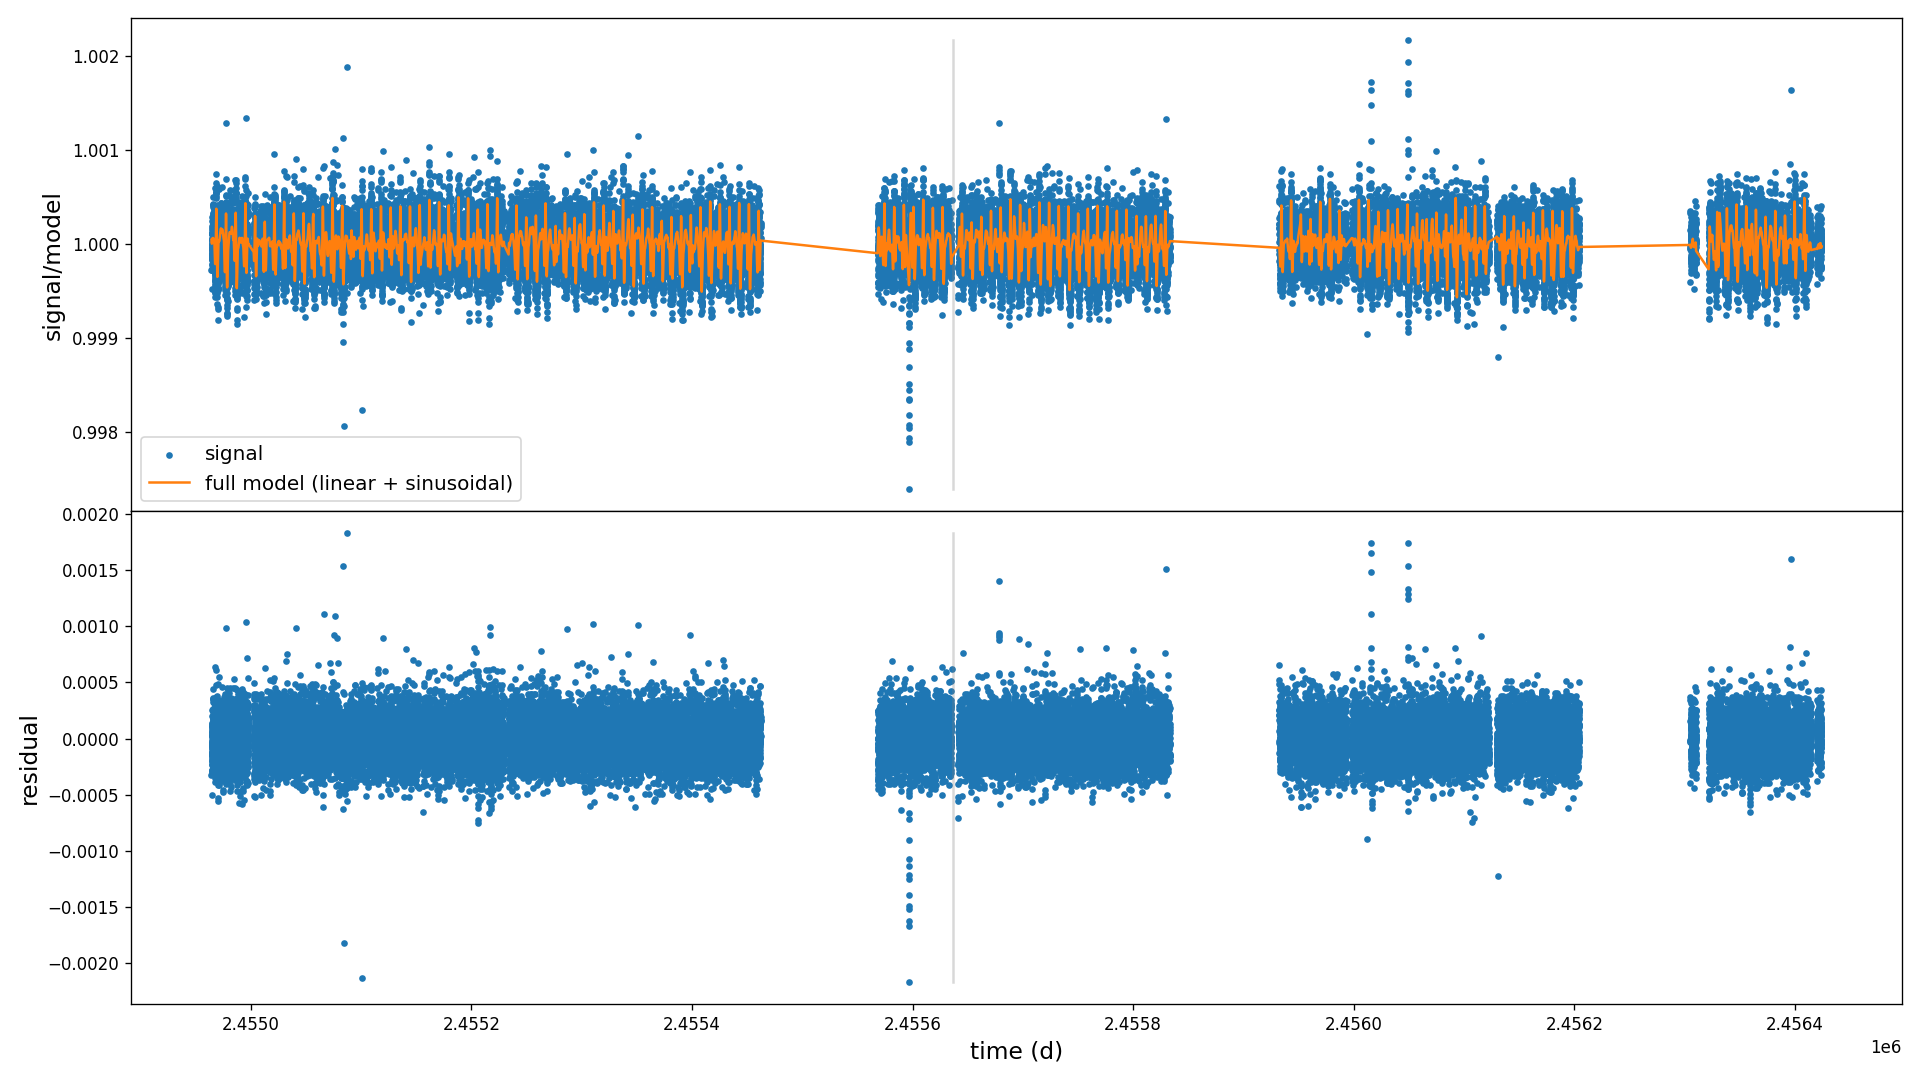 signal/model
1.002
1.001
1.000
0.999
0.998
signal
full model (linear + sinusoidal)
residual
0.0020
0.0015
0.0010
0.0005
0.0000
−0.0005
−0.0010
−0.0015
−0.0020
2.4550 2.4552 2.4554 2.4556 2.4558 2.4560 2.4562 2.4564
1e6
time (d)